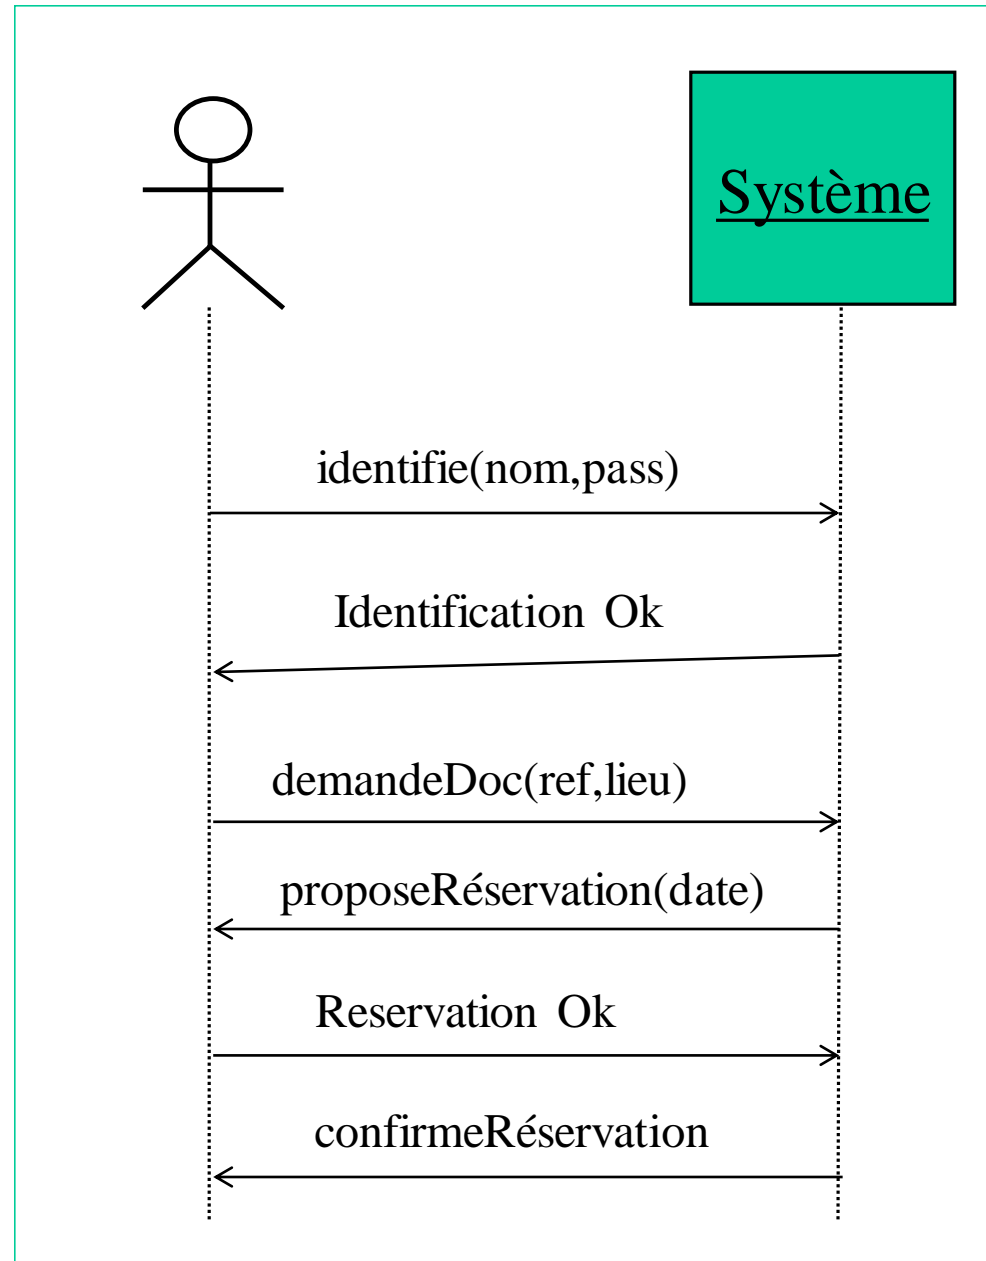 Système
identifie(nom,pass)
Identification Ok
demandeDoc(ref,lieu)
proposeRéservation(date)
Reservation Ok
confirmeRéservation